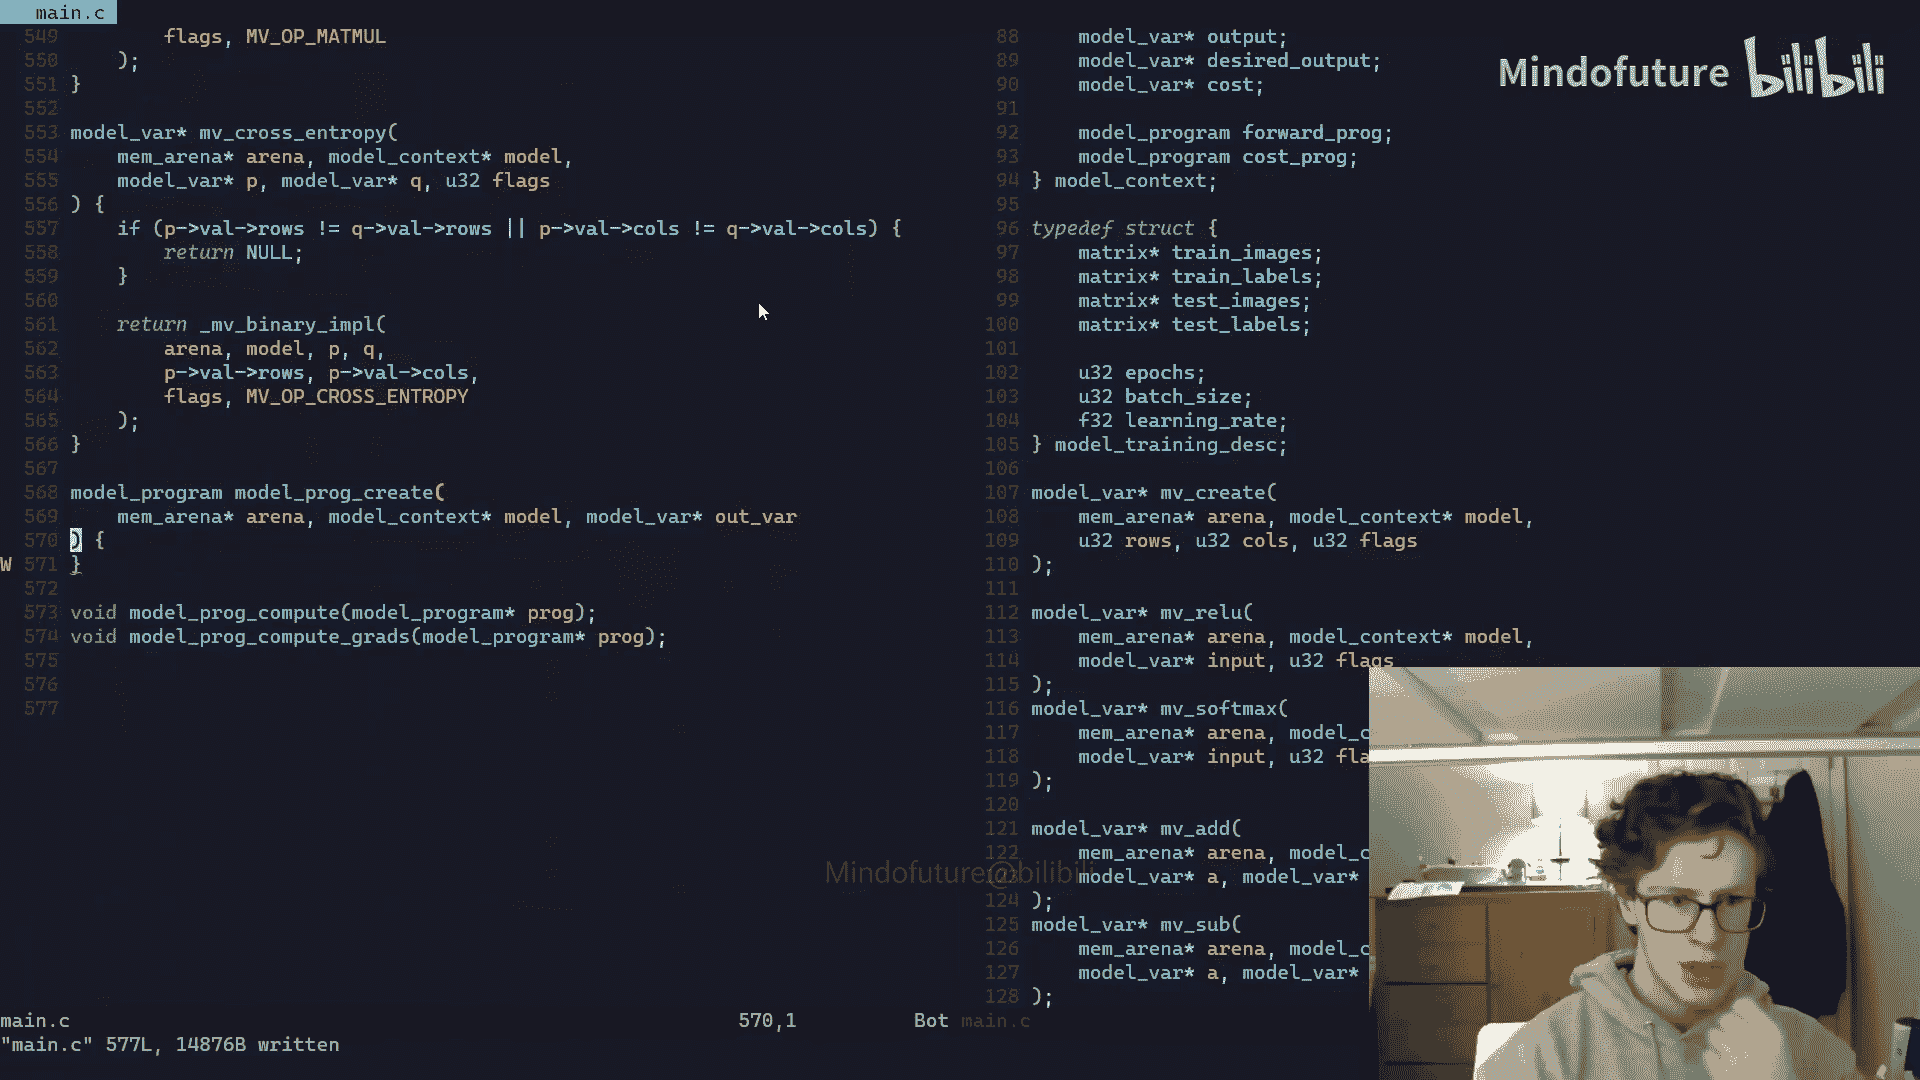 main.c
549 flags, MV_OP_MATMUL
550 );
551 }
552
553 model_var* mv_cross_entropy(
554 mem_arena* arena, model_context* model,
555 model_var* p, model_var* q, u32 flags
556 ) {
557 if (p->val->rows != q->val->rows || p->val->cols != q->val->cols) {
558 return NULL;
559 }
560
561 return _mv_binary_impl(
562 arena, model, p, q,
563 p->val->rows, p->val->cols,
564 flags, MV_OP_CROSS_ENTROPY
565 );
566 }
567
568 model_program model_prog_create(
569 mem_arena* arena, model_context* model, model_var* out_var
570 ) {
W 571 }
572
573 void model_prog_compute(model_program* prog);
574 void model_prog_compute_grads(model_program* prog);
575
576
577
88 model_var* output;
89 model_var* desired_output;
90 model_var* cost;
91
92 model_program forward_prog;
93 model_program cost_prog;
94 } model_context;
95
96 typedef struct {
97 matrix* train_images;
98 matrix* train_labels;
99 matrix* test_images;
100 matrix* test_labels;
101
102 u32 epochs;
103 u32 batch_size;
104 f32 learning_rate;
105 } model_training_desc;
106
107 model_var* mv_create(
108 mem_arena* arena, model_context* model,
109 u32 rows, u32 cols, u32 flags
110 );
111
112 model_var* mv_relu(
113 mem_arena* arena, model_context* model,
114 model_var* input, u32 flags
115 );
116 model_var* mv_softmax(
117 mem_arena* arena, model_c
118 model_var* input, u32 fla
119 );
120
121 model_var* mv_add(
122 mem_arena* arena, model_c
123 model_var* a, model_var*
124 );
125 model_var* mv_sub(
126 mem_arena* arena, model_c
127 model_var* a, model_var*
128 );
Mindofuture bilibili
Mindofuture@bilibili
main.c 570,1 Bot main.c
"main.c" 577L, 14876B written